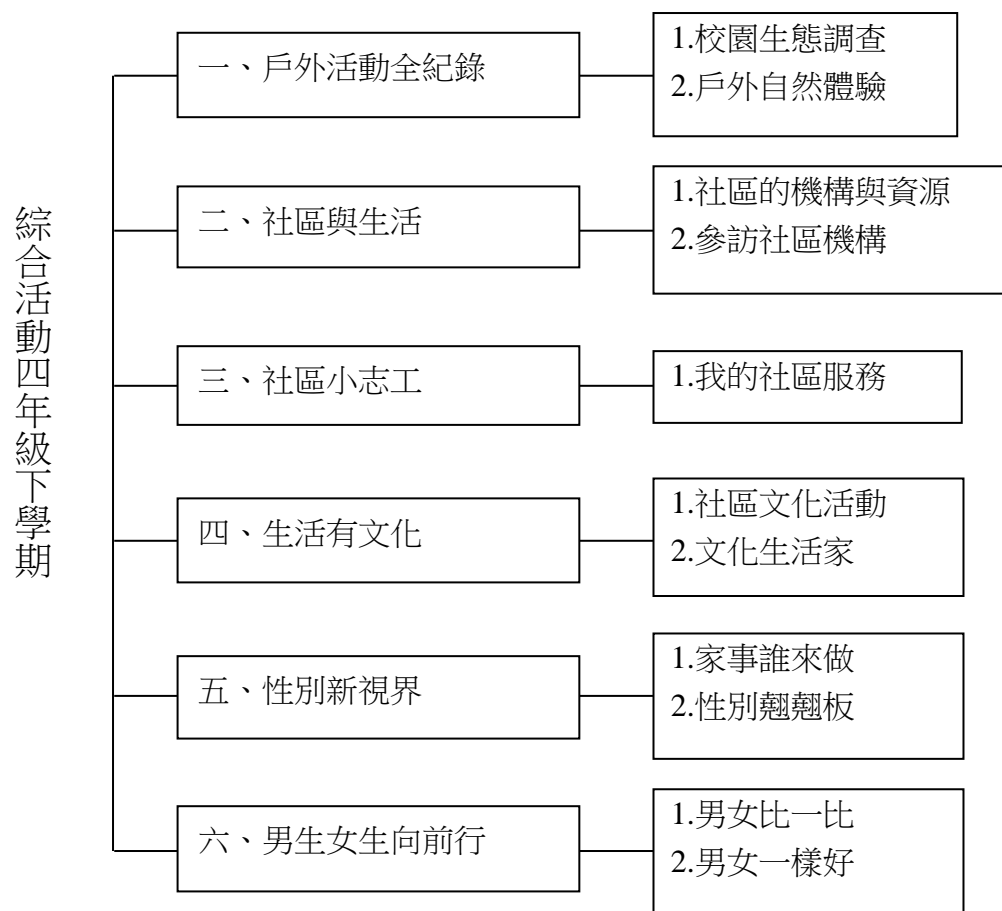 綜合活動四年級下學期
一、戶外活動全紀錄
1.校園生態調查
2.戶外自然體驗
二、社區與生活
1.社區的機構與資源
2.參訪社區機構
三、社區小志工
1.我的社區服務
四、生活有文化
1.社區文化活動
2.文化生活家
五、性別新視界
1.家事誰來做
2.性別翹翹板
六、男生女生向前行
1.男女比一比
2.男女一樣好